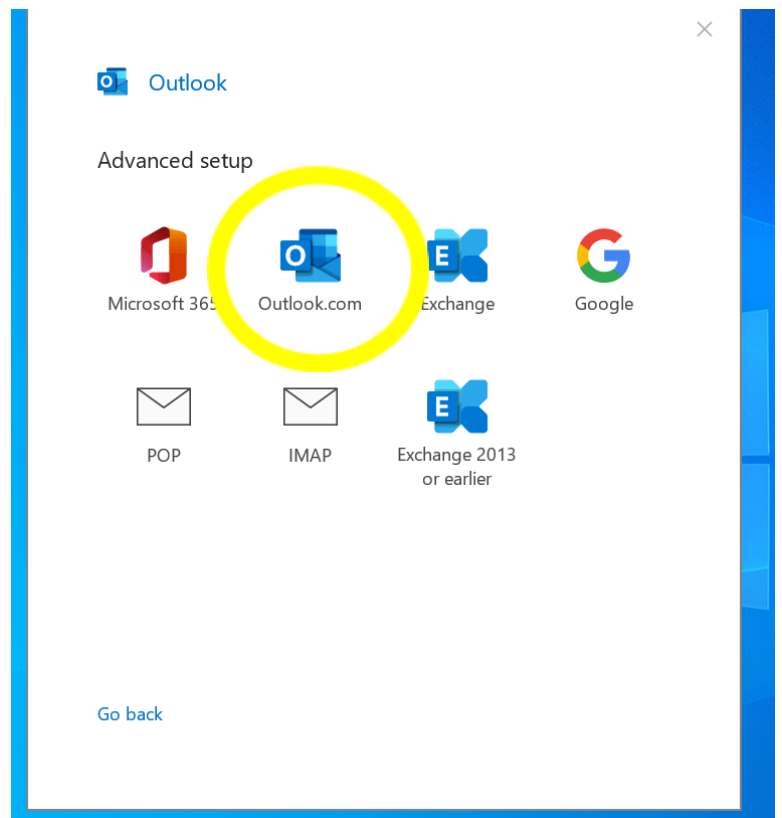 Outlook
Advanced setup
Microsoft 365 Outlook.com Exchange Google
POP IMAP Exchange 2013
or earlier
Go back